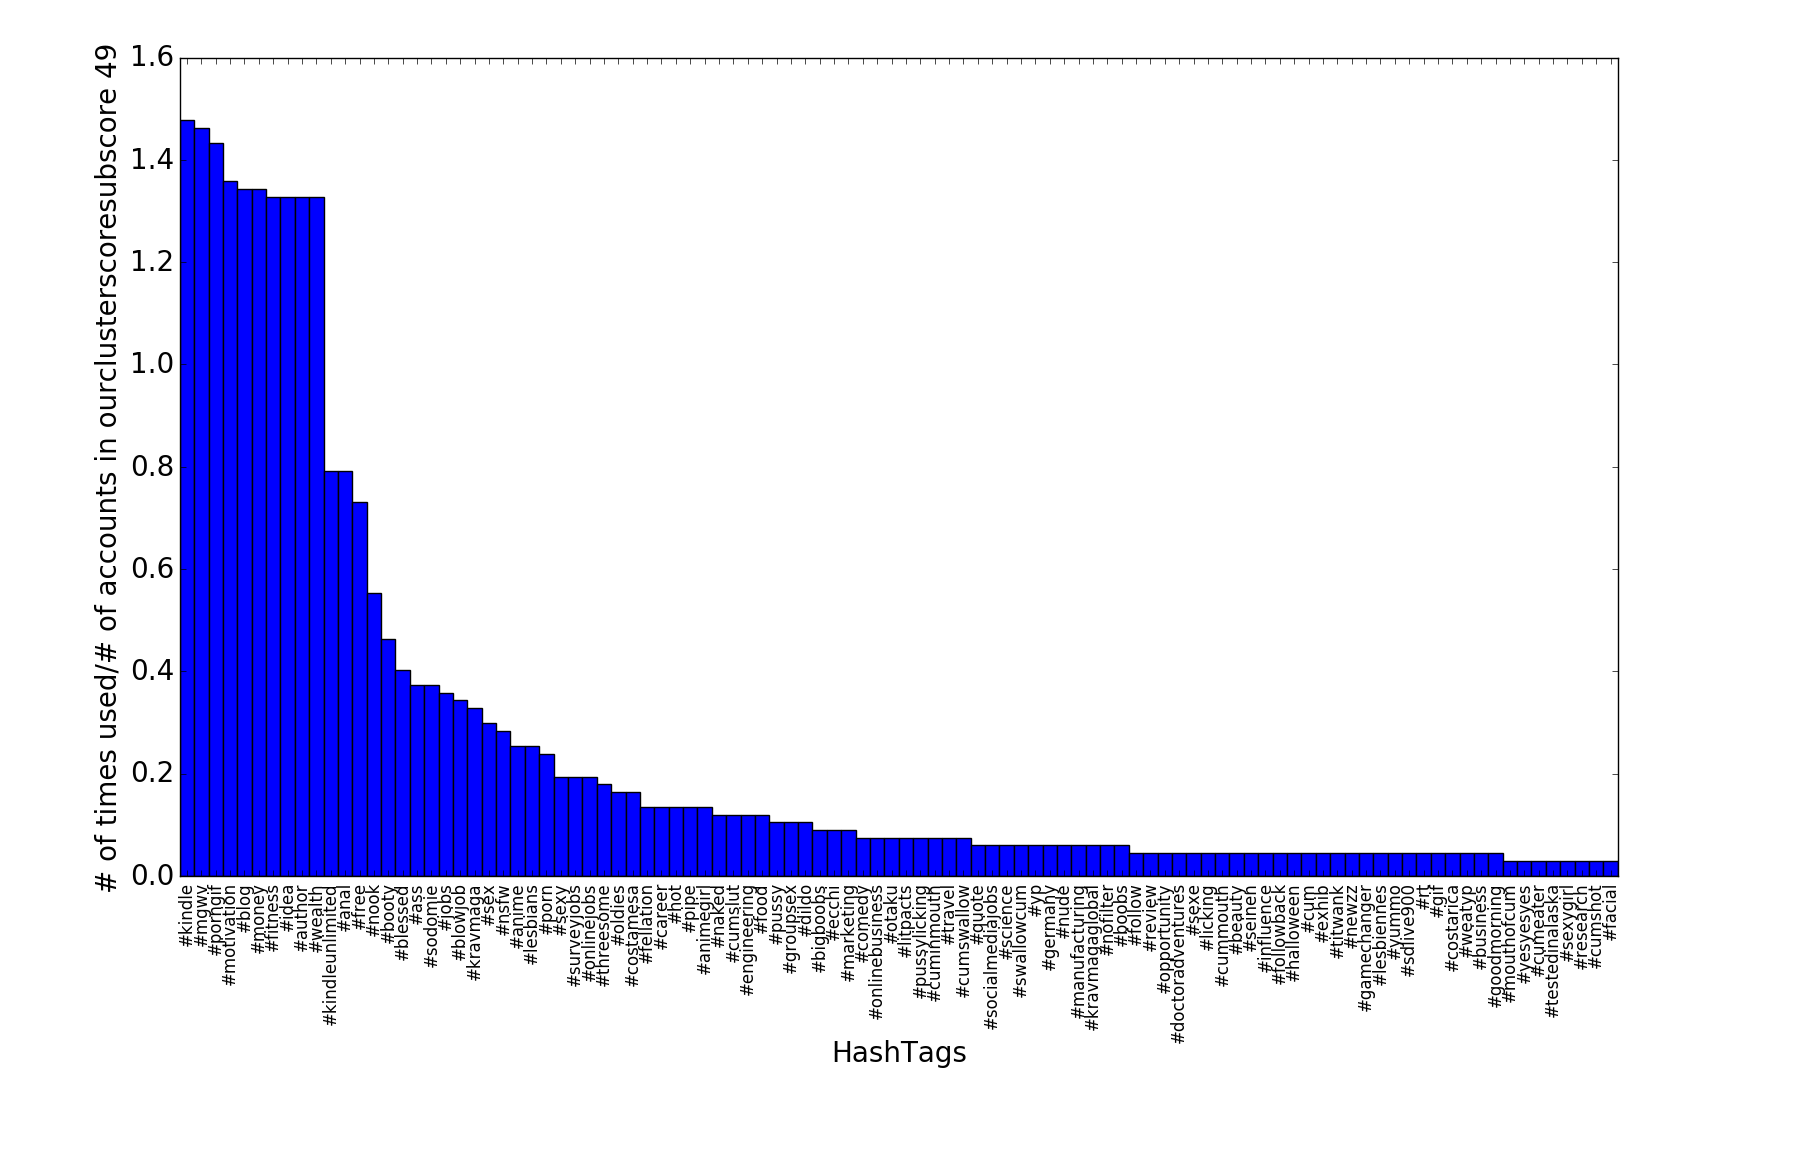 # of times used/# of accounts in ourclusterscoresubscore 49
1.6
1.4
1.2
1.0
0.8
0.6
0.4
0.2
0.0
#kindle
#mgwv
#porngif
#motivation
#blog
#money
#fitness
#idea
#author
#wealth
#kindleunlimited
#anal
#free
#nook
#booty
#blessed
#ass
#sodomie
#jobs
#blowjob
#kravmaga
#sex
#nsfw
#anime
#lesbians
#porn
#sexy
#surveyjobs
#onlinejobs
#threesome
#oldies
#costamesa
#fellation
#career
#hot
#pipe
#animegirl
#naked
#cumslut
#engineering
#food
#pussy
#groupsex
#dildo
#bigboobs
#ecchi
#marketing
#comedy
#onlinebusiness
#otaku
#litpacts
#pussylicking
#cuminmouth
#travel
#cumswallow
#quote
#socialmediajobs
#science
#swallowcum
#yrp
#germany
#nude
#manufacturing
#kravmagaglobal
#nofilter
#boobs
#follow
#review
#opportunity
#doctoradventures
#sexe
#licking
#cummouth
#beauty
#seinen
#influence
#followback
#halloween
#cum
#exhib
#titwank
#newzz
#gamechanger
#lesbiennes
#yummo
#sdlive900
#rt
#gif
#costarica
#weatyp
#business
#goodmorning
#mouthofcum
#yesyesyes
#cumeater
#testedinalaska
#sexygirl
#research
#cumshot
#facial
HashTags